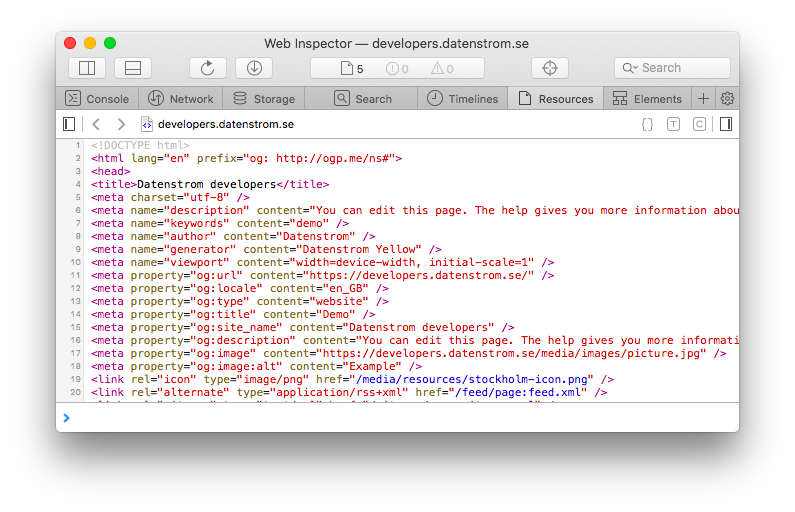 Web Inspector — developers.datenstrom.se
5 0 0 Search
Console Network Storage Search Timelines Resources Elements
developers.datenstrom.se {} T C
1 <!DOCTYPE html>
2 <html lang="en" prefix="og: http://ogp.me/ns#">
3 <head>
4 <title>Datenstrom developers</title>
5 <meta charset="utf-8" />
6 <meta name="description" content="You can edit this page. The help gives you more information abou
7 <meta name="keywords" content="demo" />
8 <meta name="author" content="Datenstrom" />
9 <meta name="generator" content="Datenstrom Yellow" />
10 <meta name="viewport" content="width=device-width, initial-scale=1" />
11 <meta property="og:url" content="https://developers.datenstrom.se/" />
12 <meta property="og:locale" content="en_GB" />
13 <meta property="og:type" content="website" />
14 <meta property="og:title" content="Demo" />
15 <meta property="og:site_name" content="Datenstrom developers" />
16 <meta property="og:description" content="You can edit this page. The help gives you more informati
17 <meta property="og:image" content="https://developers.datenstrom.se/media/images/picture.jpg" />
18 <meta property="og:image:alt" content="Example" />
19 <link rel="icon" type="image/png" href="/media/resources/stockholm-icon.png" />
20 <link rel="alternate" type="application/rss+xml" href="/feed/page:feed.xml" />